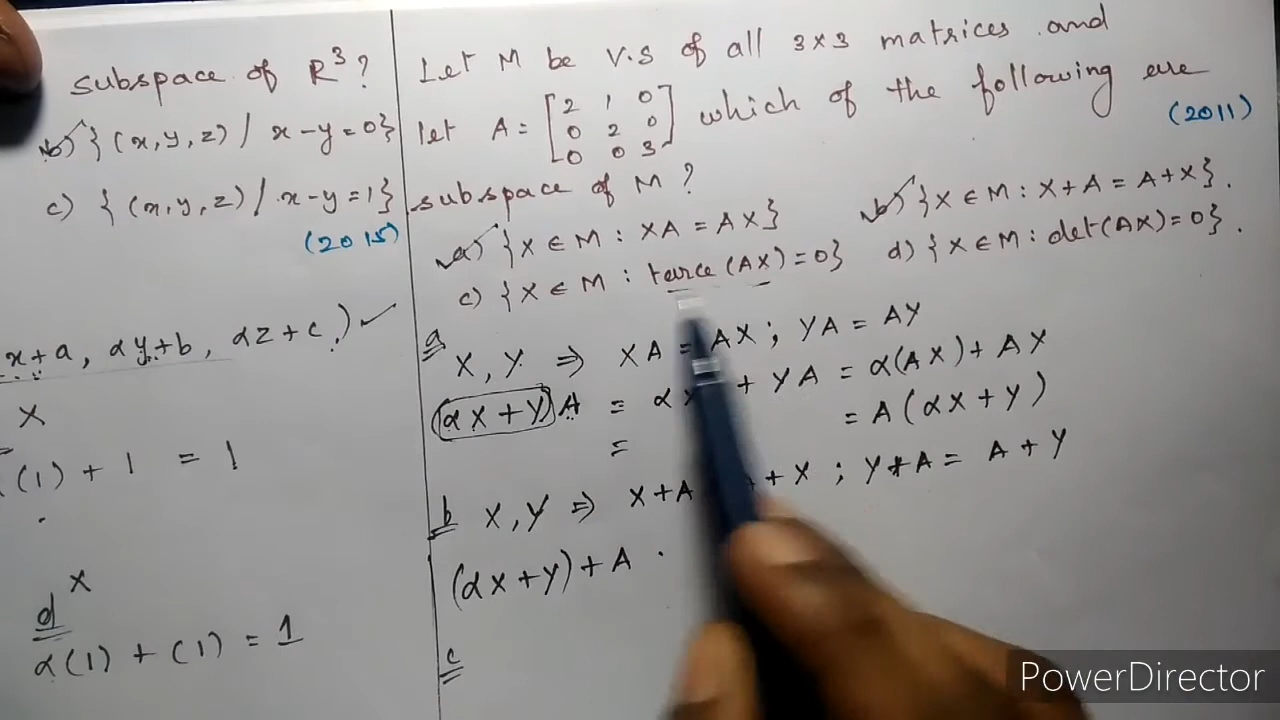 subspace of R³?
b) {(x,y,z) / x-y=0}
c) {(x,y,z) / x-y=1}
(2015)
x+a, αy+b, αz+c)
x
(1) + 1 = 1
d x
α(1) + (1) = 1
Let M be V.S of all 3×3 matrices and
let A = [2 1 0
0 2 0
0 0 3] which of the following are
(2011)
subspace of M?
a) {X ∈ M : XA = AX}
b) {X ∈ M : X+A = A+X}.
c) {X ∈ M : tarce (AX) = 0}
d) {X ∈ M : det(AX) = 0}.
a X, Y ⇒ XA = AX ; YA = AY
(αX+Y)A = αX + YA = α(AX) + AY
= = A(αX+Y)
b X, Y ⇒ X+A + X ; Y+A = A + Y
(αX+Y) + A
c
PowerDirector